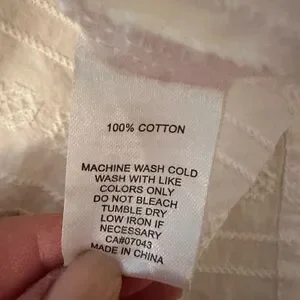 100% COTTON
MACHINE WASH COLD
WASH WITH LIKE
COLORS ONLY
DO NOT BLEACH
TUMBLE DRY
LOW IRON IF
NECESSARY
CA#07043
MADE IN CHINA